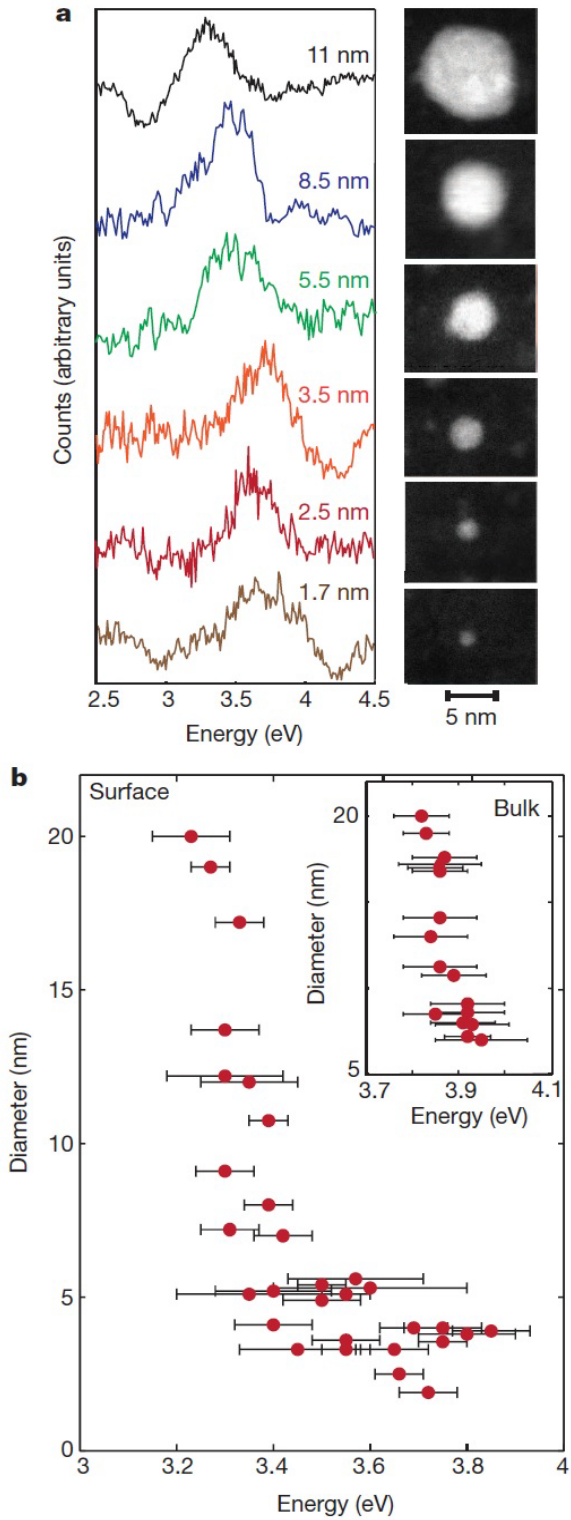 a
11 nm
8.5 nm
5.5 nm
3.5 nm
2.5 nm
1.7 nm
Counts (arbitrary units)
2.5 3 3.5 4 4.5
Energy (eV)
5 nm
b
Surface
Bulk
20
15
10
5
0
Diameter (nm)
3 3.2 3.4 3.6 3.8 4
Energy (eV)
20
5
Diameter (nm)
3.7 3.9 4.1
Energy (eV)